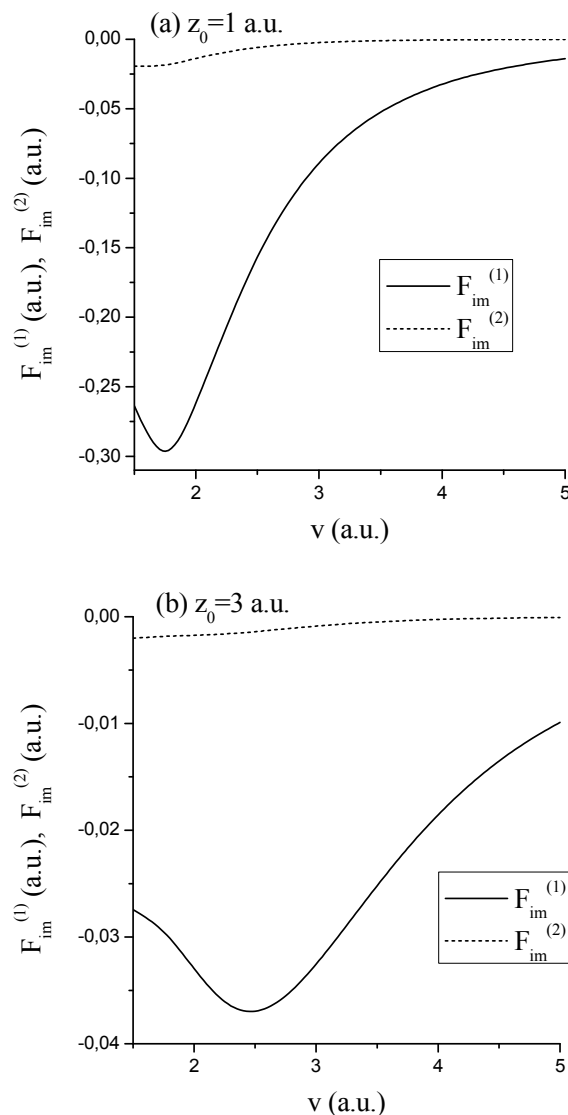 (a) z₀=1 a.u.
0,00
-0,05
-0,10
-0,15
-0,20
-0,25
-0,30
F_im^(1) (a.u.), F_im^(2) (a.u.)
F_im^(1)
F_im^(2)
2 3 4 5
v (a.u.)
(b) z₀=3 a.u.
0,00
-0,01
-0,02
-0,03
-0,04
F_im^(1) (a.u.), F_im^(2) (a.u.)
F_im^(1)
F_im^(2)
2 3 4 5
v (a.u.)